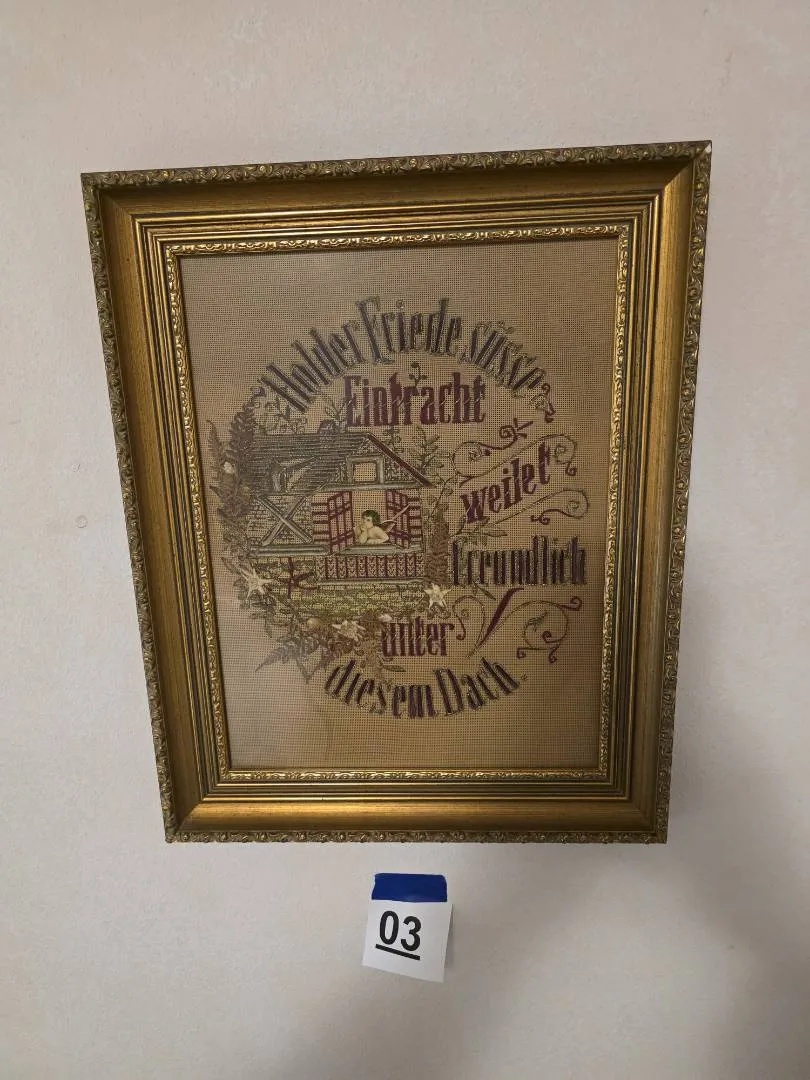 Holder Friede süsse
Eintracht
weilet
freundlich
unter
diesem Dach.
03